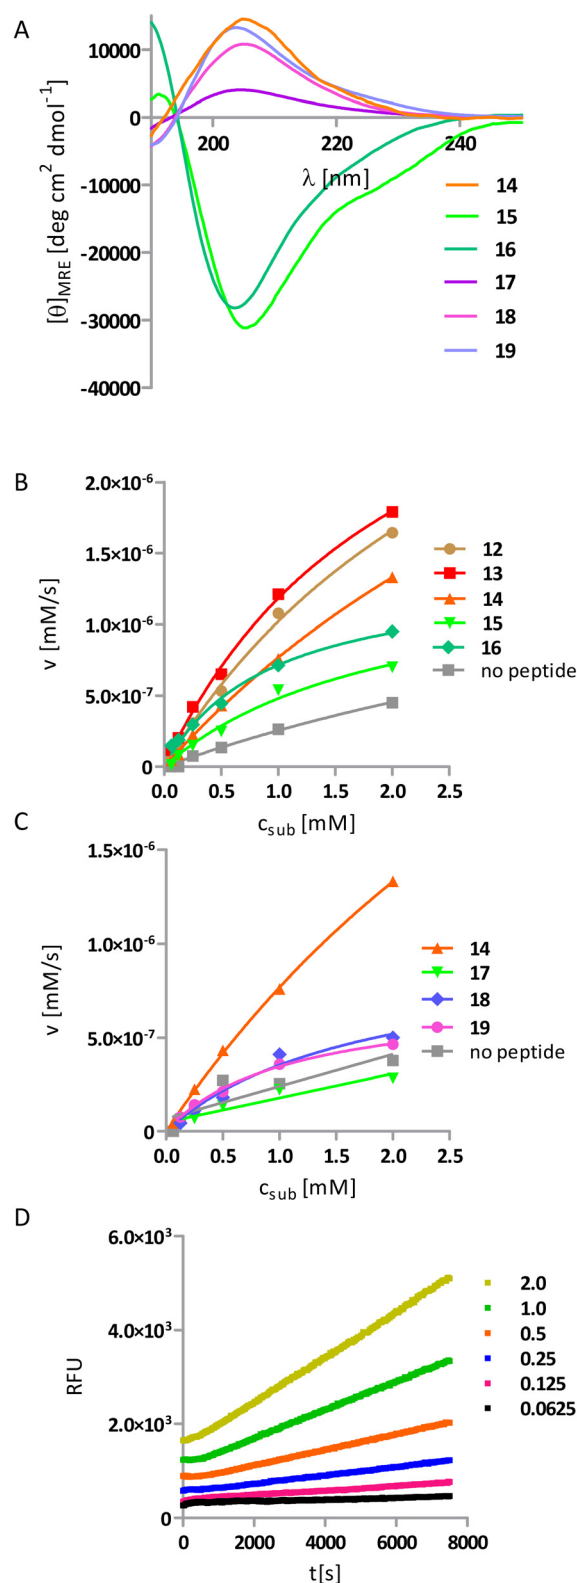 A
10000
0
-10000
-20000
-30000
-40000
[θ]MRE [deg cm² dmol⁻¹]
200
220
240
λ [nm]
14
15
16
17
18
19
B
2.0×10⁻⁶
1.5×10⁻⁶
1.0×10⁻⁶
5.0×10⁻⁷
0
v [mM/s]
0.0 0.5 1.0 1.5 2.0 2.5
csub [mM]
12
13
14
15
16
no peptide
C
1.5×10⁻⁶
1.0×10⁻⁶
5.0×10⁻⁷
0
v [mM/s]
0.0 0.5 1.0 1.5 2.0 2.5
csub [mM]
14
17
18
19
no peptide
D
6.0×10³
4.0×10³
2.0×10³
0
RFU
0 2000 4000 6000 8000
t[s]
2.0
1.0
0.5
0.25
0.125
0.0625